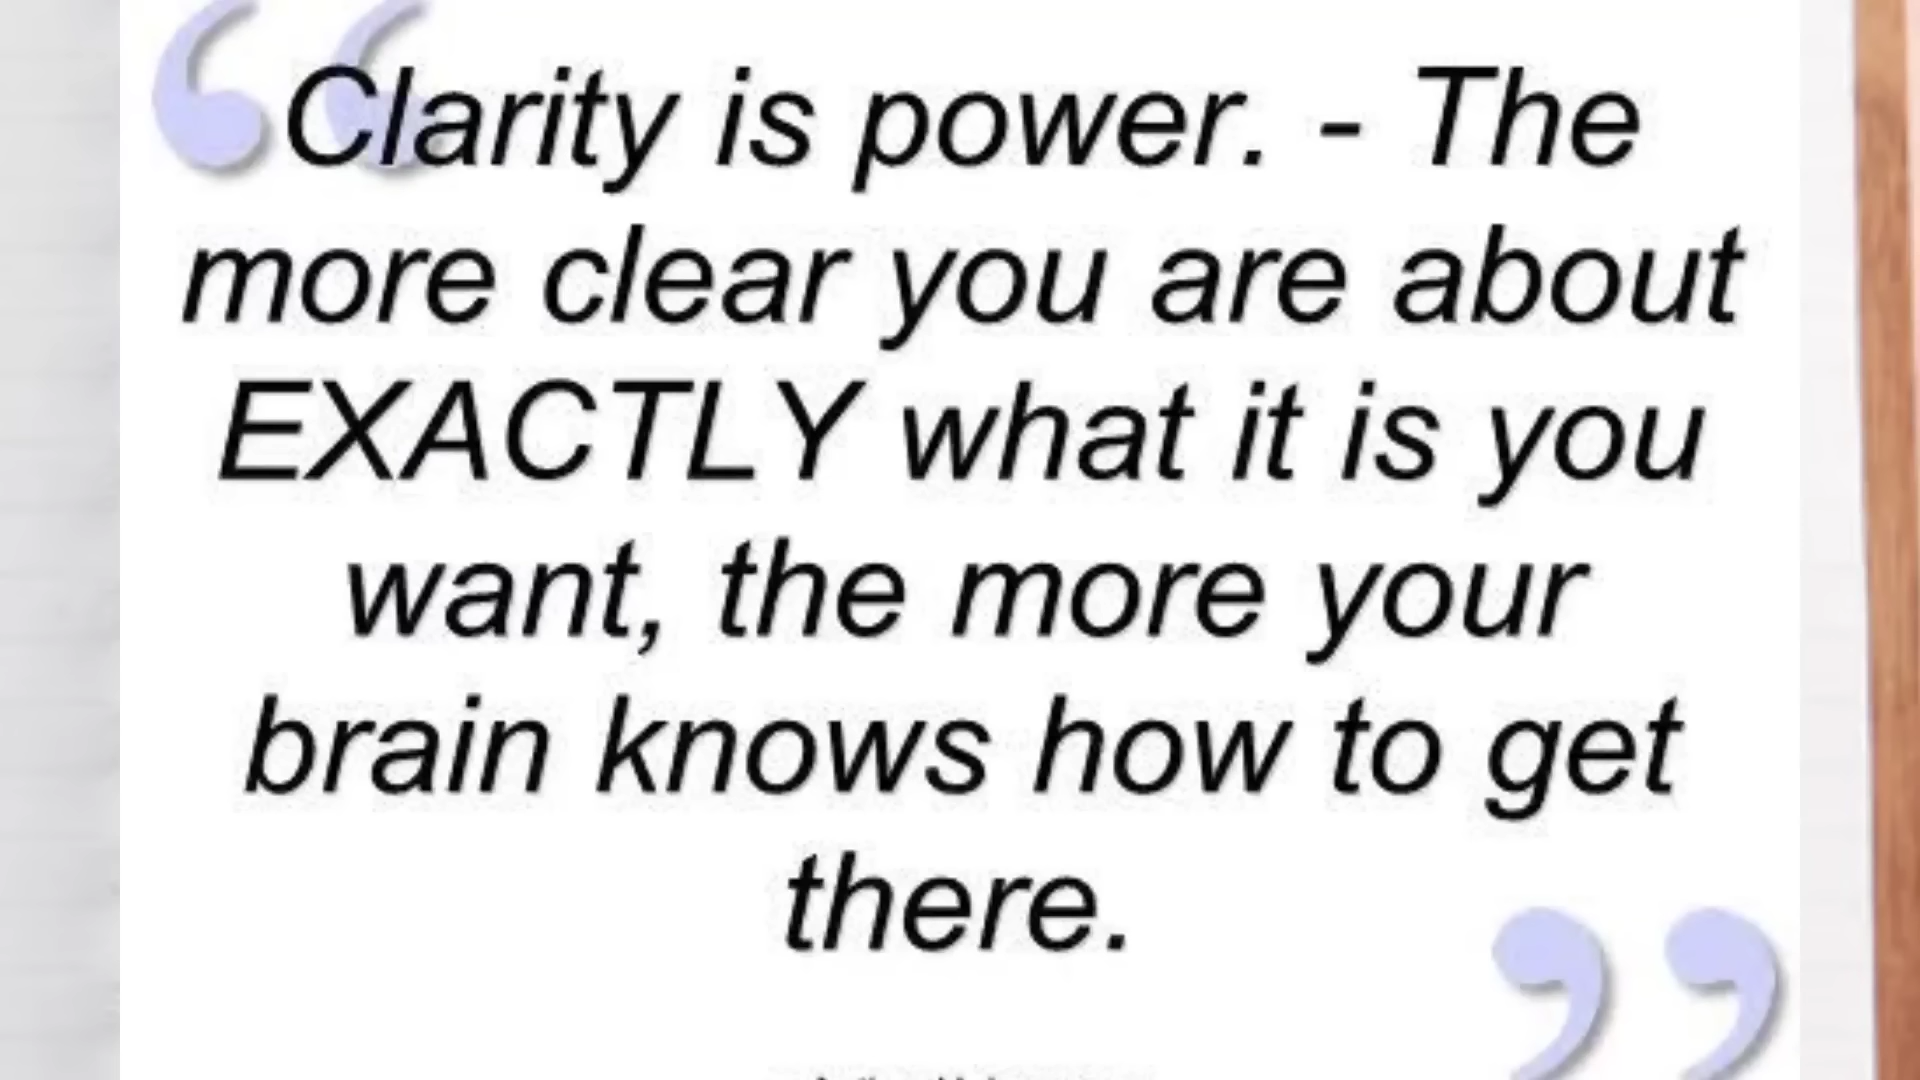 Clarity is power. - The
more clear you are about
EXACTLY what it is you
want, the more your
brain knows how to get
there.